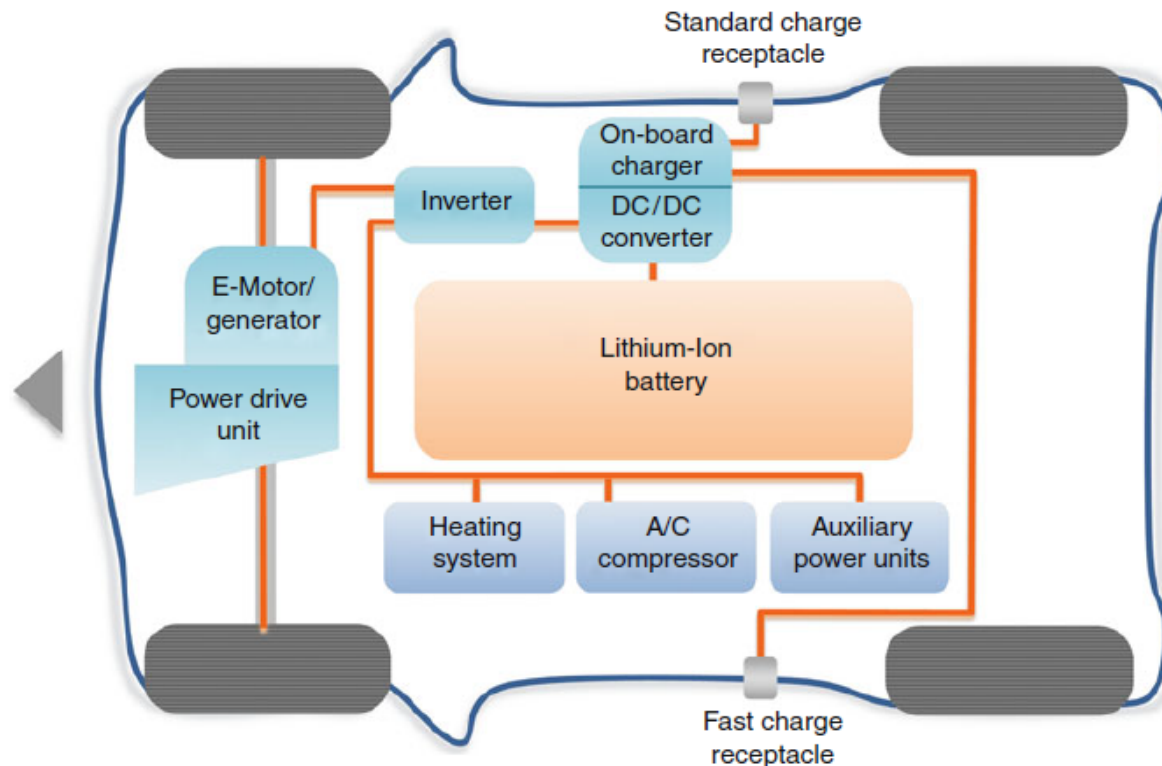 Standard charge
receptacle
On-board
charger
DC/DC
converter
Inverter
E-Motor/
generator
Power drive
unit
Lithium-Ion
battery
Heating
system
A/C
compressor
Auxiliary
power units
Fast charge
receptacle